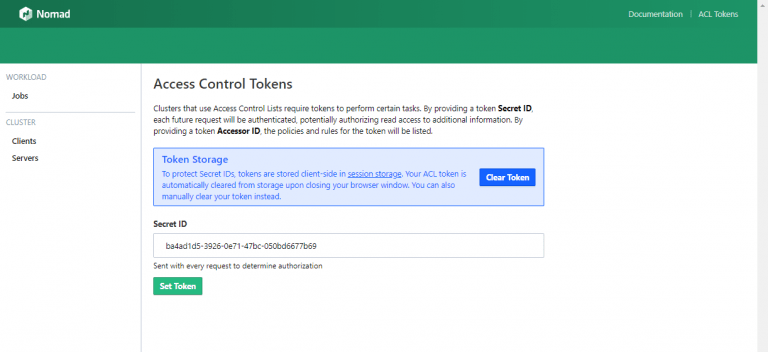 Nomad
Documentation | ACL Tokens
WORKLOAD
Jobs
CLUSTER
Clients
Servers
Access Control Tokens
Clusters that use Access Control Lists require tokens to perform certain tasks. By providing a token Secret ID,
each future request will be authenticated, potentially authorizing read access to additional information. By
providing a token Accessor ID, the policies and rules for the token will be listed.
Token Storage
To protect Secret IDs, tokens are stored client-side in session storage. Your ACL token is
automatically cleared from storage upon closing your browser window. You can also
manually clear your token instead.
Clear Token
Secret ID
ba4ad1d5-3926-0e71-47bc-050bd6677b69
Sent with every request to determine authorization
Set Token